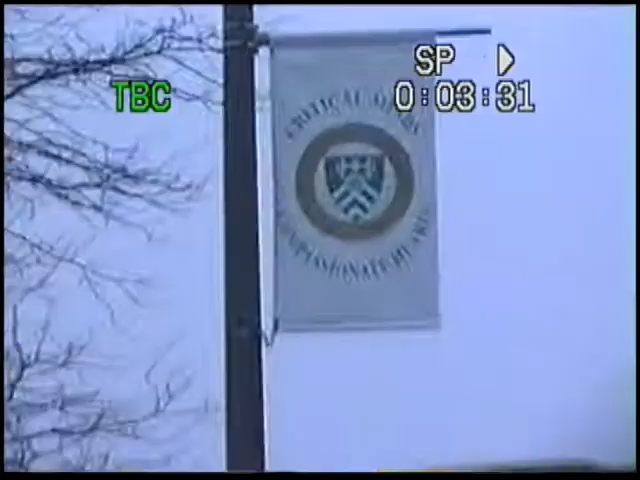 SP
TBC
0:03:31
CRITICAL MINDS
COMPASSIONATE HEARTS